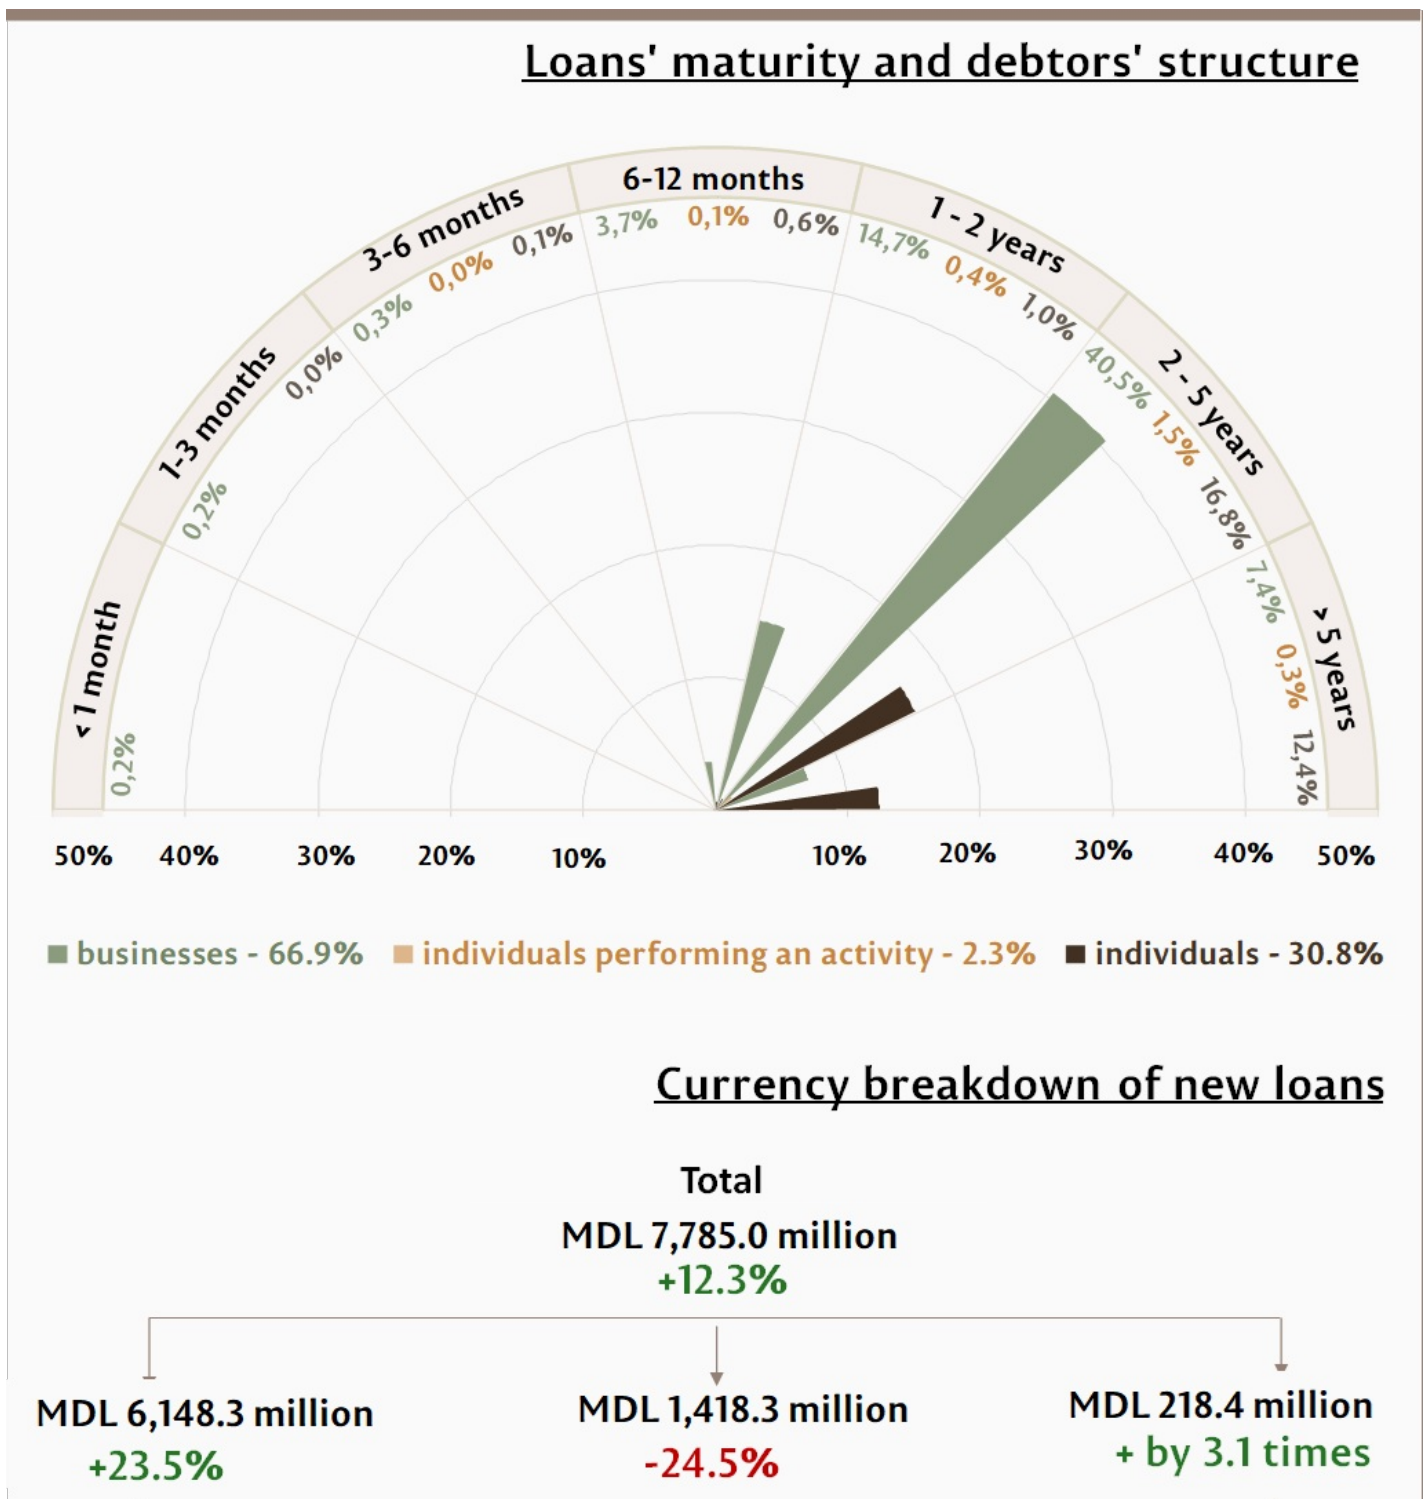 Loans' maturity and debtors' structure
< 1 month
0,2%
1-3 months
0,2%
0,0%
3-6 months
0,3%
0,0%
0,1%
6-12 months
3,7%
0,1%
0,6%
1 - 2 years
14,7%
0,4%
1,0%
2 - 5 years
40,5%
1,5%
16,8%
> 5 years
7,4%
0,3%
12,4%
50% 40% 30% 20% 10% 10% 20% 30% 40% 50%
businesses - 66.9% individuals performing an activity - 2.3% individuals - 30.8%
Currency breakdown of new loans
Total
MDL 7,785.0 million
+12.3%
MDL 6,148.3 million
+23.5%
MDL 1,418.3 million
-24.5%
MDL 218.4 million
+ by 3.1 times